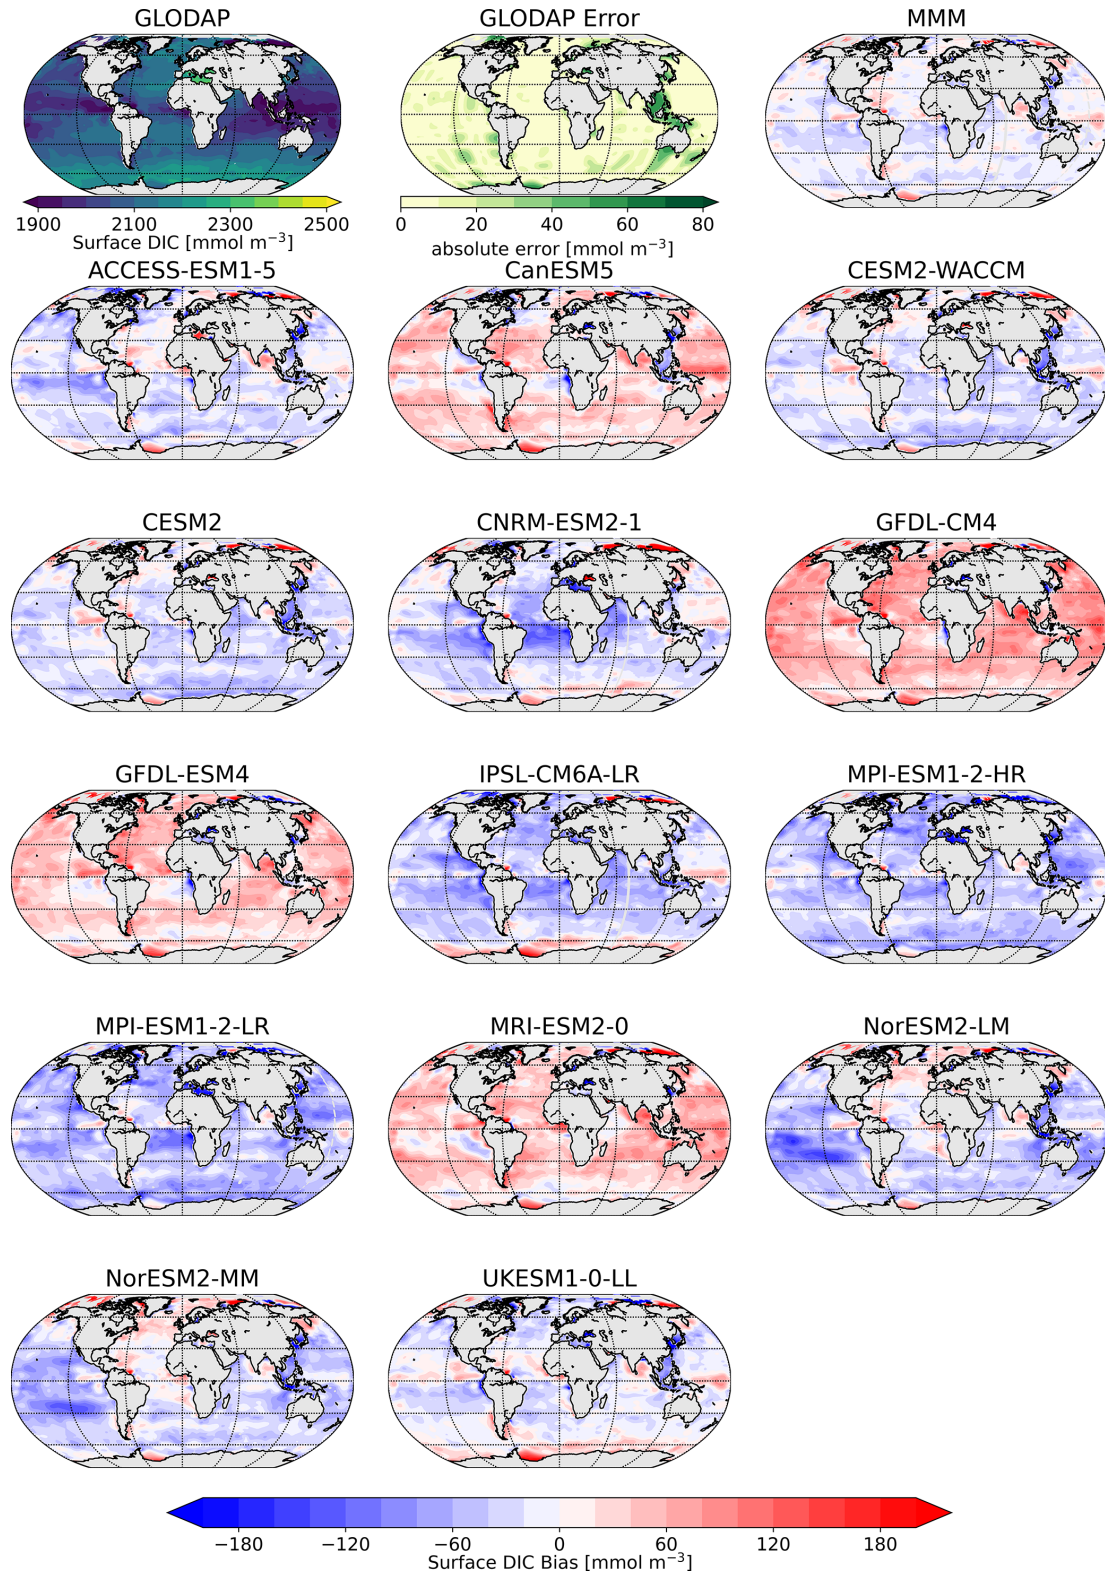 GLODAP
GLODAP Error
MMM
1900 2100 2300 2500
Surface DIC [mmol m⁻³]
0 20 40 60 80
absolute error [mmol m⁻³]
ACCESS-ESM1-5
CanESM5
CESM2-WACCM
CESM2
CNRM-ESM2-1
GFDL-CM4
GFDL-ESM4
IPSL-CM6A-LR
MPI-ESM1-2-HR
MPI-ESM1-2-LR
MRI-ESM2-0
NorESM2-LM
NorESM2-MM
UKESM1-0-LL
−180 −120 −60 0 60 120 180
Surface DIC Bias [mmol m⁻³]